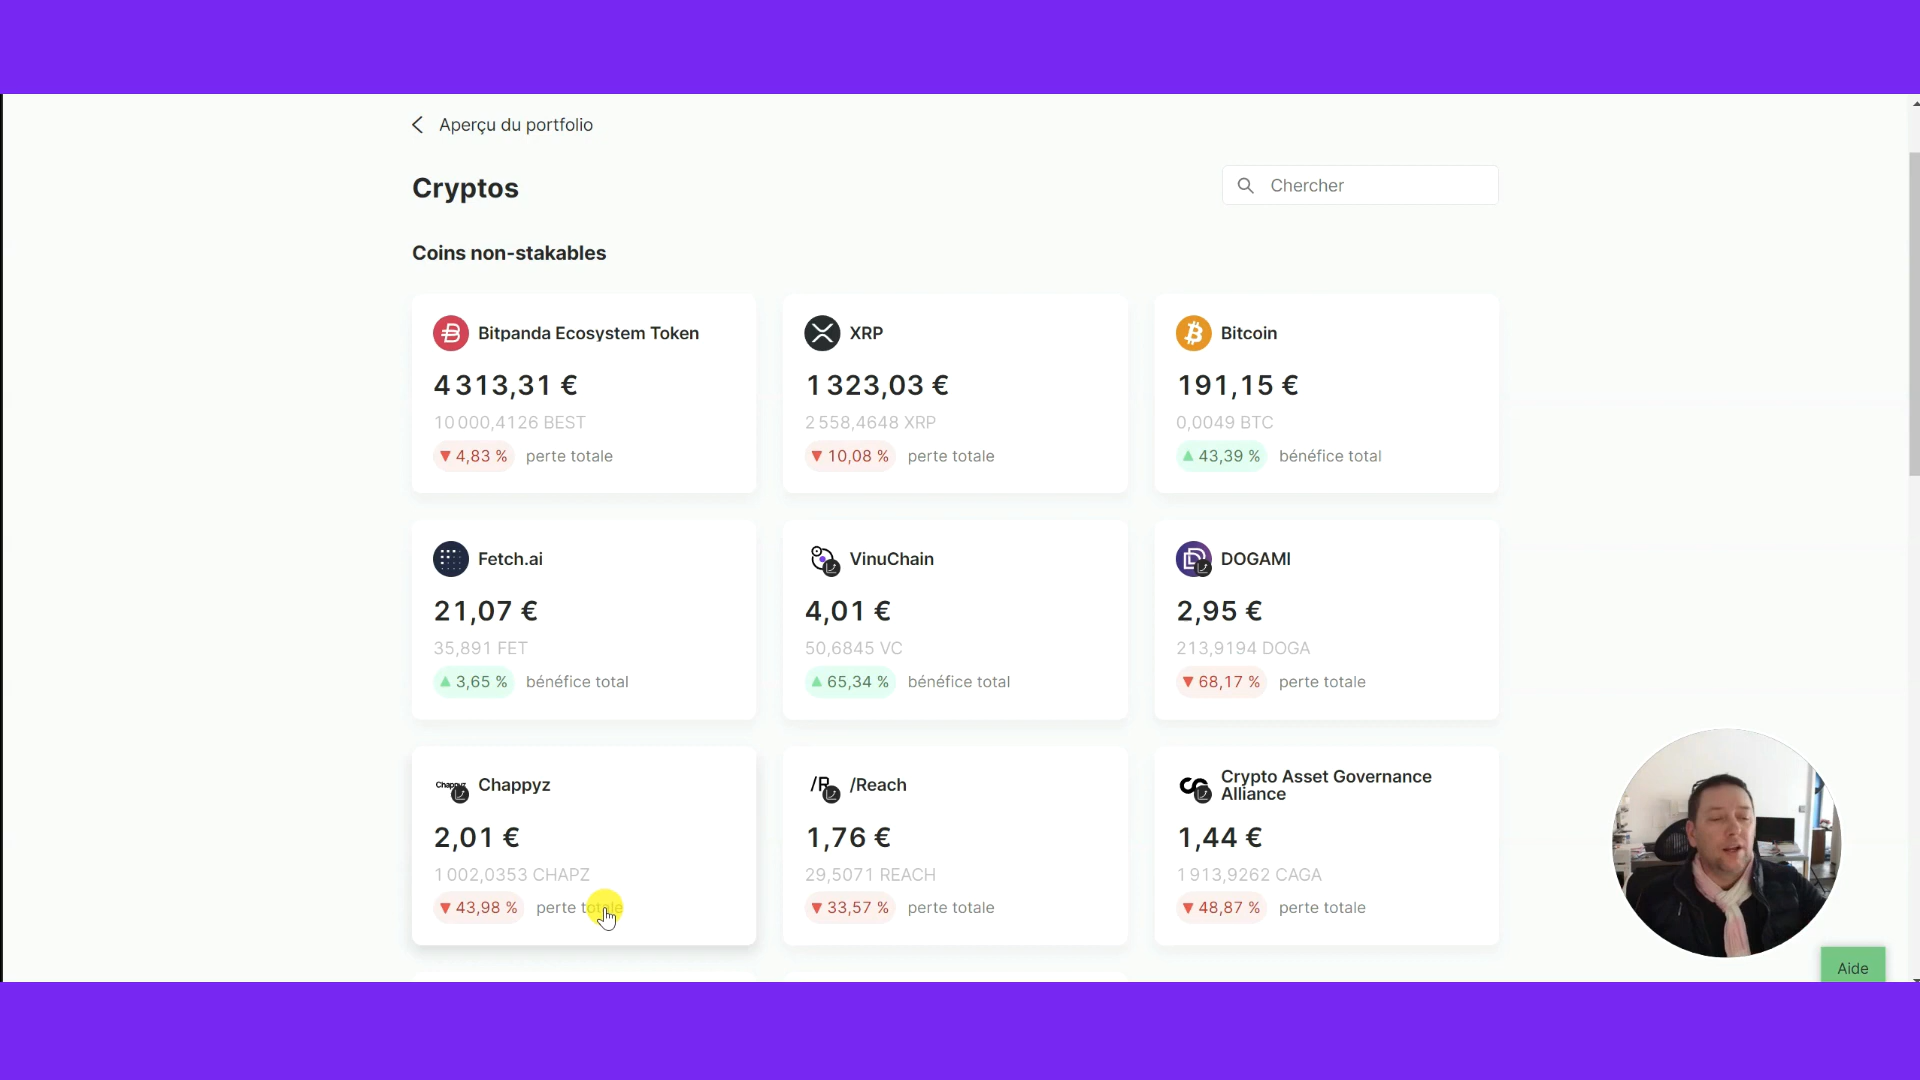 Aperçu du portfolio
Cryptos
Chercher
Coins non-stakables
Bitpanda Ecosystem Token
4 313,31 €
10 000,4126 BEST
4,83 % perte totale
XRP
1 323,03 €
2 558,4648 XRP
10,08 % perte totale
Bitcoin
191,15 €
0,0049 BTC
43,39 % bénéfice total
Fetch.ai
21,07 €
35,891 FET
3,65 % bénéfice total
VinuChain
4,01 €
50,6845 VC
65,34 % bénéfice total
DOGAMI
2,95 €
213,9194 DOGA
68,17 % perte totale
Chappyz
Chappyz
2,01 €
1 002,0353 CHAPZ
43,98 % perte totale
/R
/Reach
1,76 €
29,5071 REACH
33,57 % perte totale
Crypto Asset Governance
Alliance
1,44 €
1 913,9262 CAGA
48,87 % perte totale
Aide